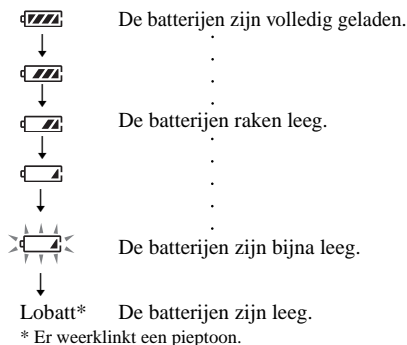 De batterijen zijn volledig geladen.
De batterijen raken leeg.
De batterijen zijn bijna leeg.
Lobatt* De batterijen zijn leeg.
* Er weerklinkt een pieptoon.